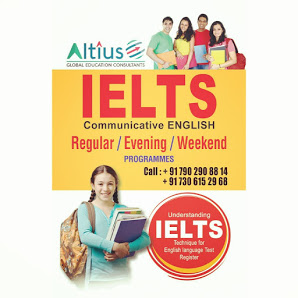 Altius
GLOBAL EDUCATION CONSULTANTS
IELTS
Communicative ENGLISH
Regular / Evening / Weekend
PROGRAMMES
Call : + 91 790 290 88 14
+ 91 730 615 29 68
Understanding
IELTS
Technique for
English language Test
Register